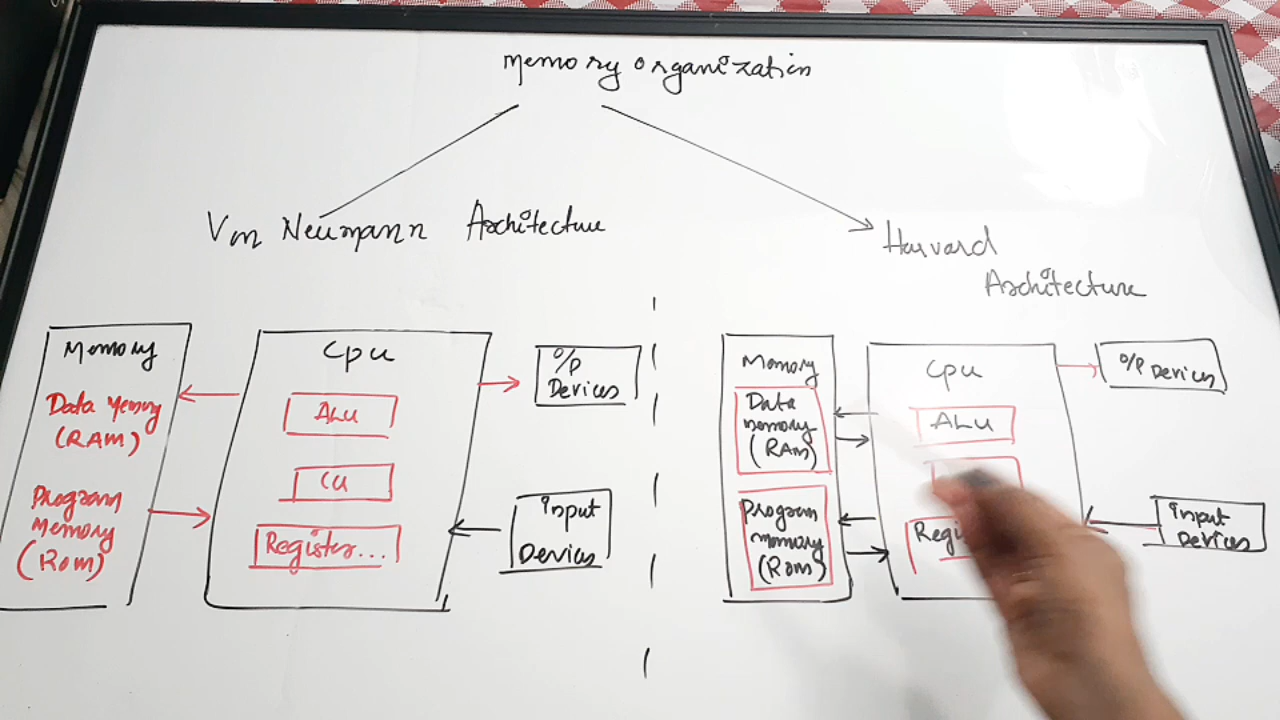 Memory organization
Von Neumann Architecture
Harvard
Architecture
Memory
Data Memory
(RAM)
Program
Memory
(Rom)
Cpu
ALU
CU
Register...
O/P
Devices
Input
Devices
Memory
Data
memory
(RAM)
Program
memory
(Rom)
Cpu
ALU
O/P Devices
Input
Devices